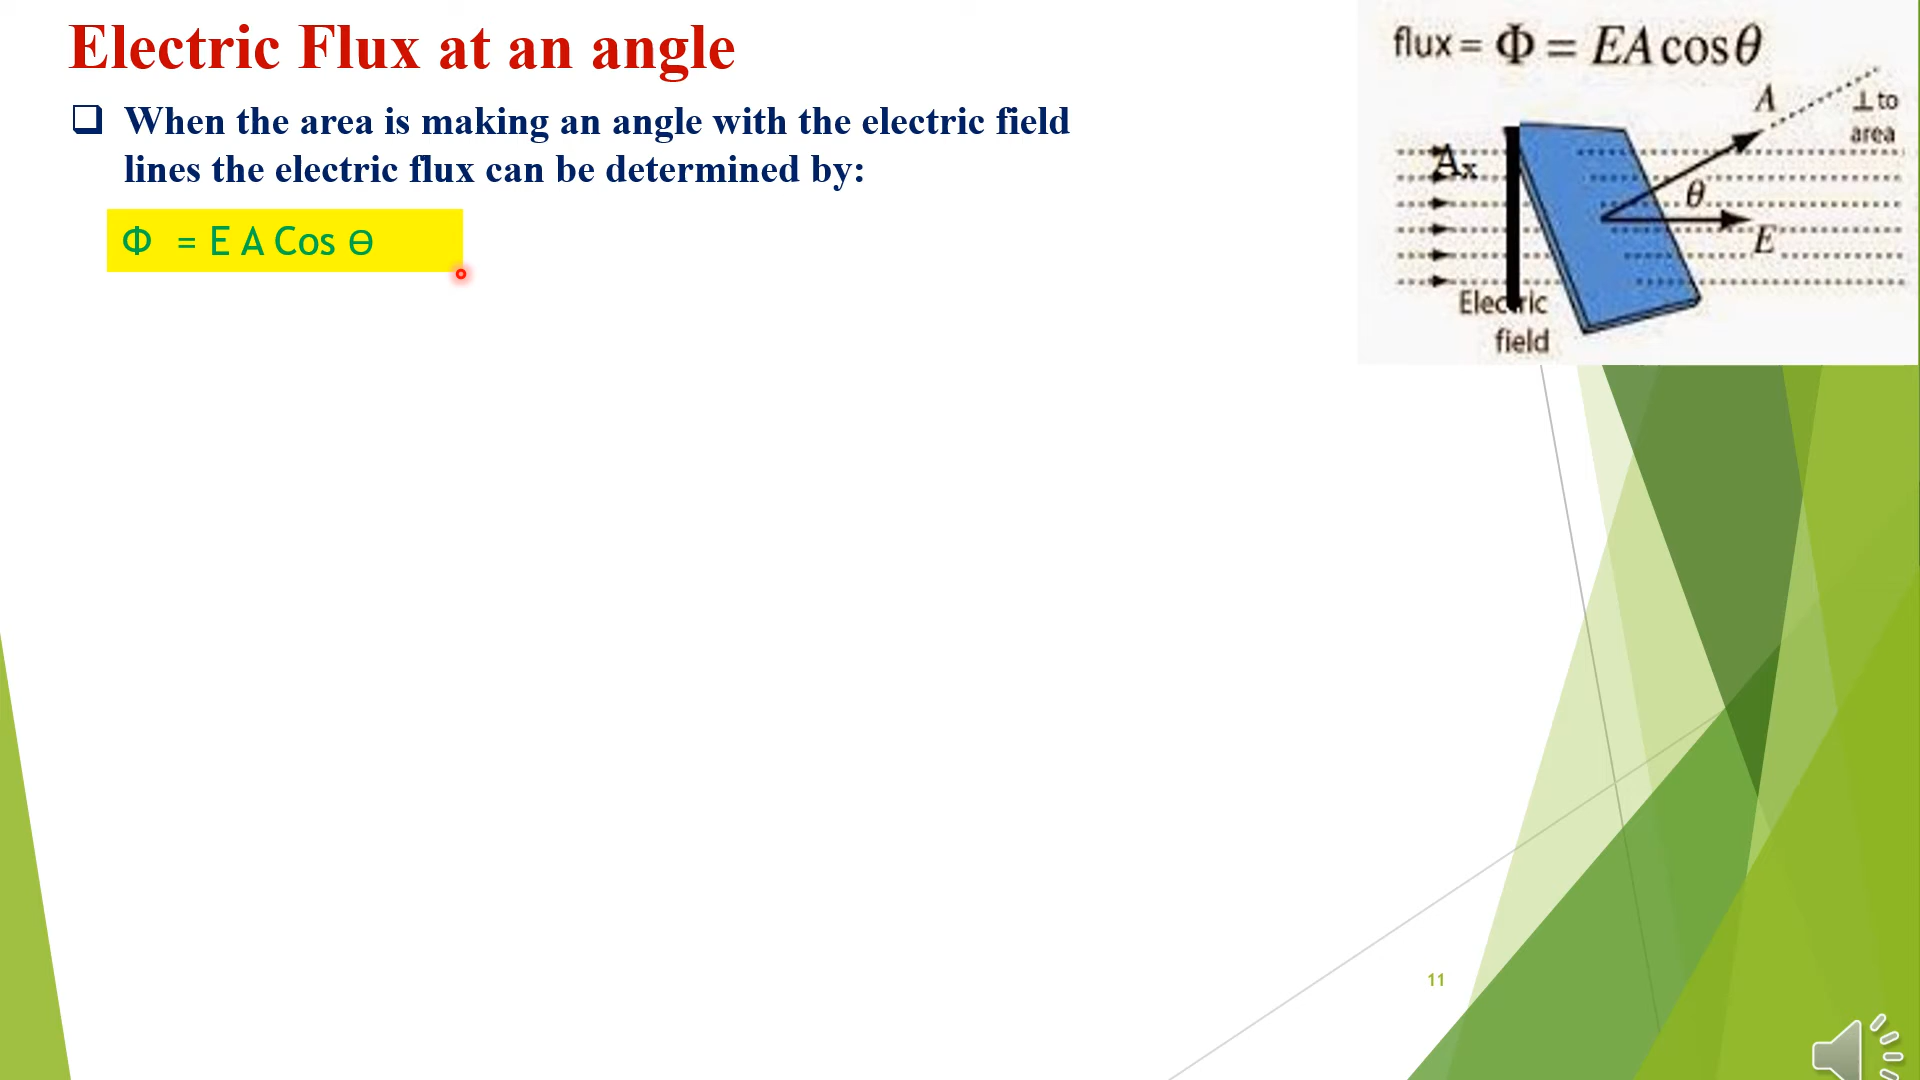 Electric Flux at an angle
When the area is making an angle with the electric field
lines the electric flux can be determined by:
Φ = E A Cos ɵ
flux = Φ = EA cos θ
A
⊥ to
area
Ax
θ
E
Electric
field
11